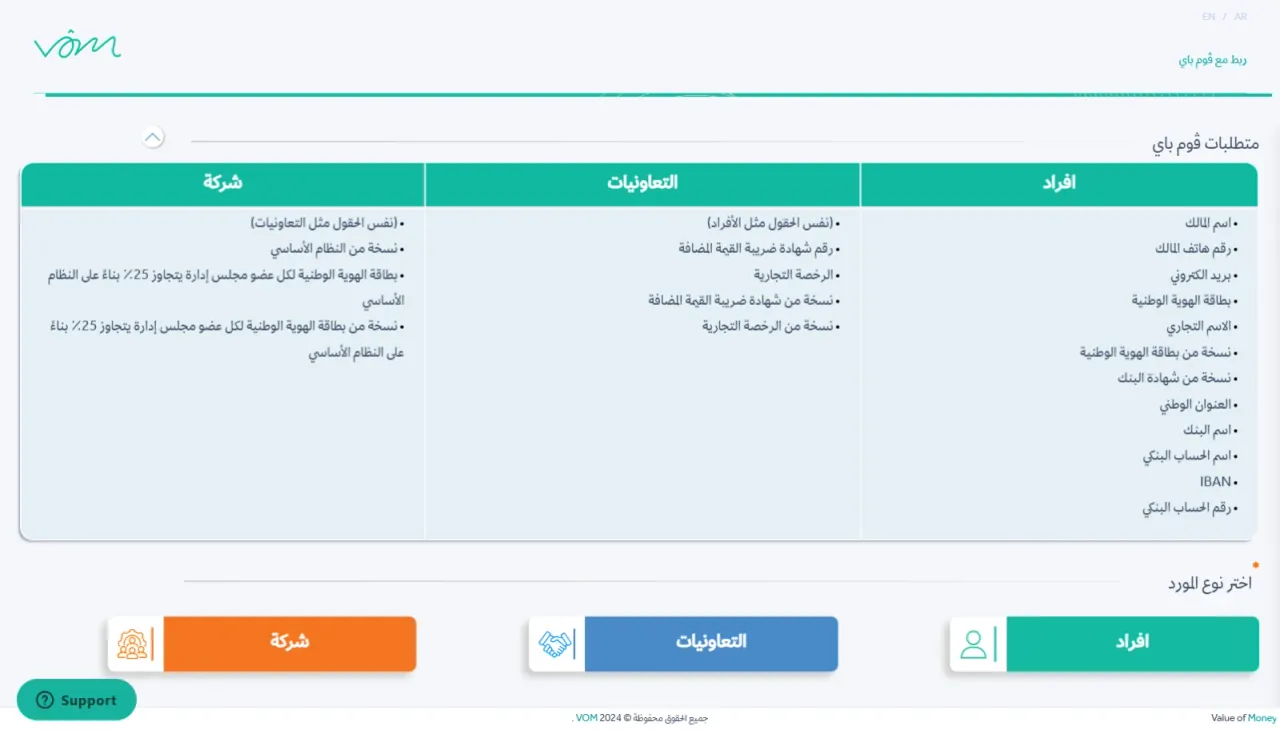 EN / AR
vôm
ربط مع ڤوم باي
متطلبات ڤوم باي
افراد
• اسم المالك
• رقم هاتف المالك
• بريد الكتروني
• بطاقة الهوية الوطنية
• الاسم التجاري
• نسخة من بطاقة الهوية الوطنية
• نسخة من شهادة البنك
• العنوان الوطني
• اسم البنك
• اسم الحساب البنكي
• IBAN
• رقم الحساب البنكي
التعاونيات
• (نفس الحقول مثل الأفراد)
• رقم شهادة ضريبة القيمة المضافة
• الرخصة التجارية
• نسخة من شهادة ضريبة القيمة المضافة
• نسخة من الرخصة التجارية
شركة
• (نفس الحقول مثل التعاونيات)
• نسخة من النظام الأساسي
• بطاقة الهوية الوطنية لكل عضو مجلس إدارة يتجاوز 25٪ بناءً على النظام
الأساسي
• نسخة من بطاقة الهوية الوطنية لكل عضو مجلس إدارة يتجاوز 25٪ بناءً
على النظام الأساسي
اختر نوع المورد
افراد
التعاونيات
شركة
Support
جميع الحقوق محفوظة © 2024 VOM .
Value of Money